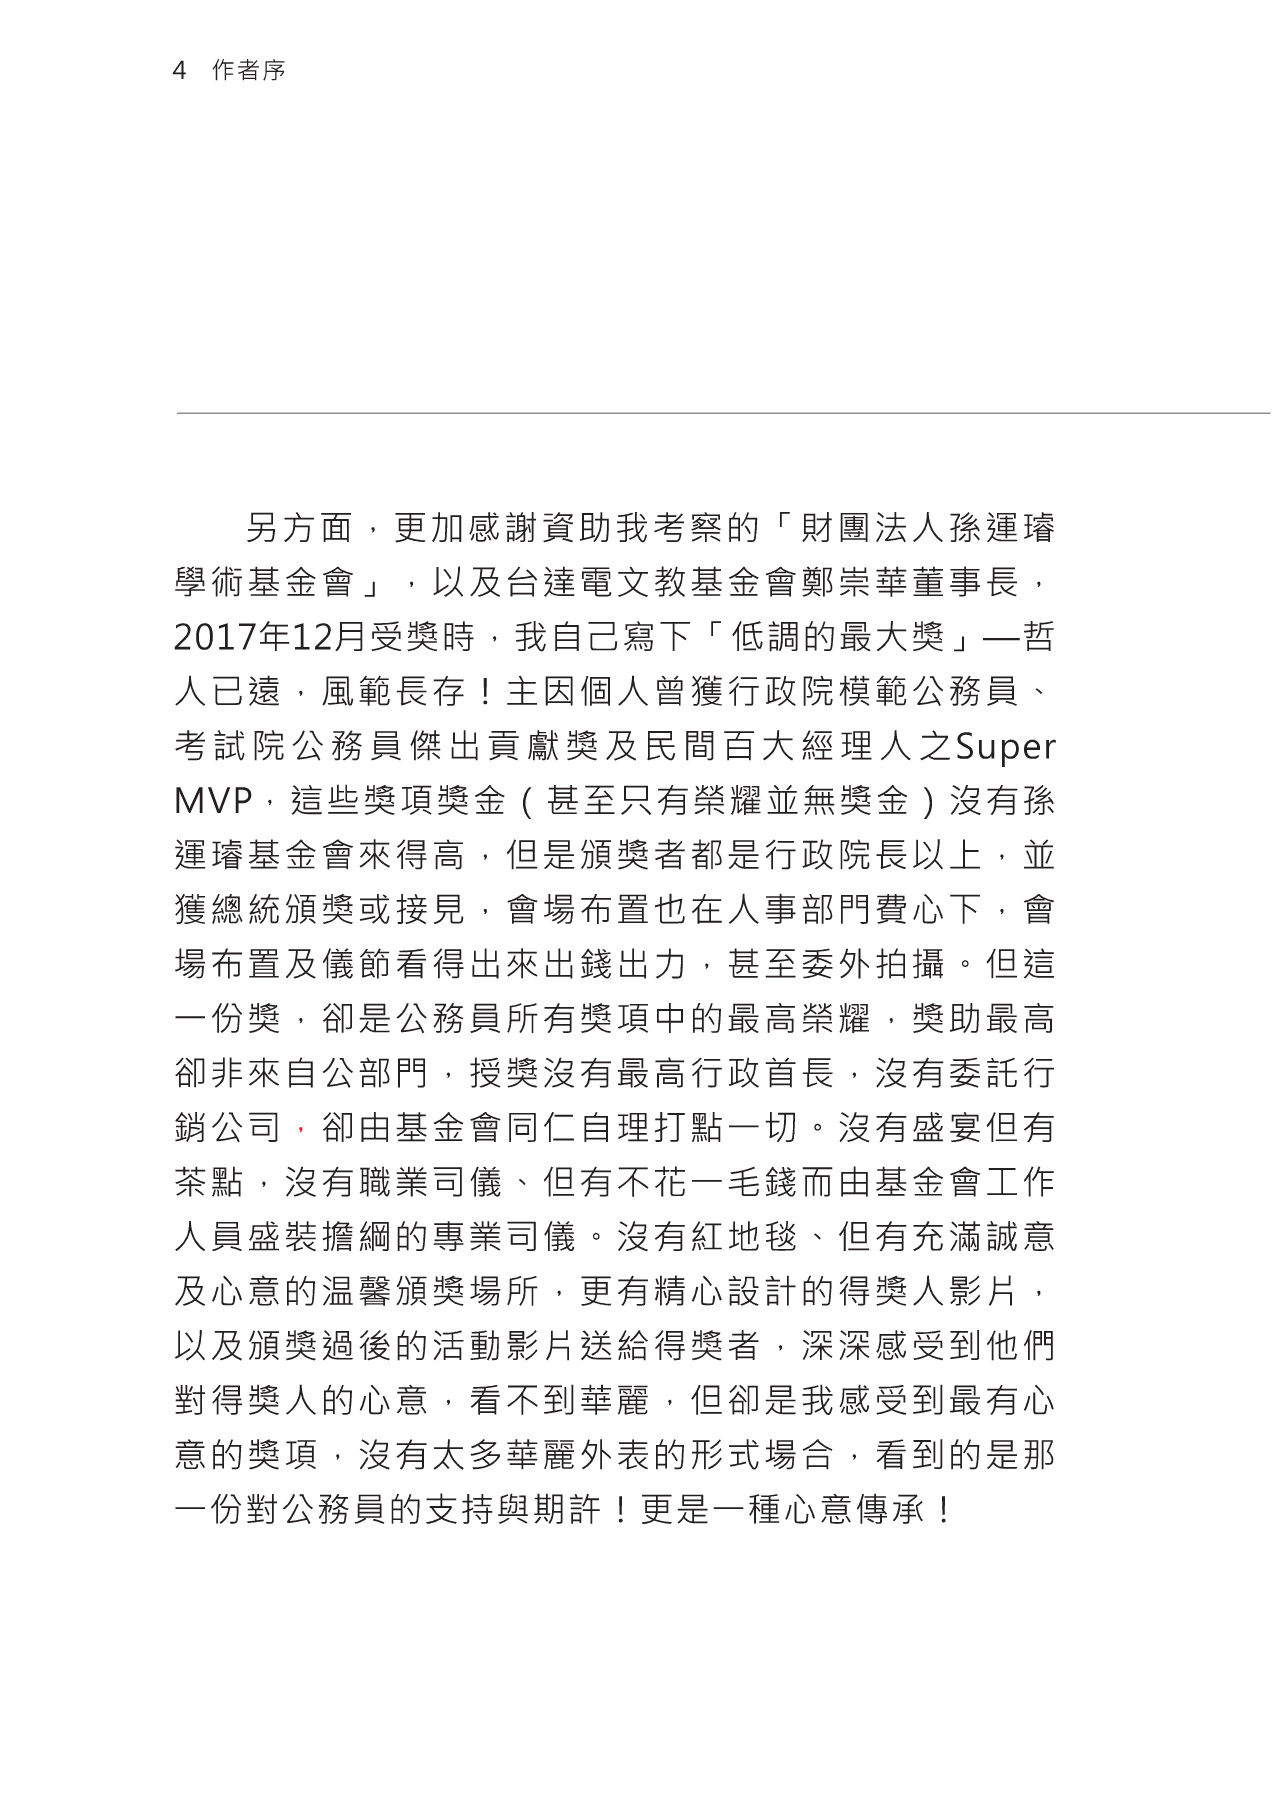 4 作者序
另方面，更加感謝資助我考察的「財團法人孫運璿
學術基金會」，以及台達電文教基金會鄭崇華董事長，
2017年12月受獎時，我自己寫下「低調的最大獎」—哲
人已遠，風範長存！主因個人曾獲行政院模範公務員、
考試院公務員傑出貢獻獎及民間百大經理人之Super
MVP，這些獎項獎金（甚至只有榮耀並無獎金）沒有孫
運璿基金會來得高，但是頒獎者都是行政院長以上，並
獲總統頒獎或接見，會場布置也在人事部門費心下，會
場布置及儀節看得出來出錢出力，甚至委外拍攝。但這
一份獎，卻是公務員所有獎項中的最高榮耀，獎助最高
卻非來自公部門，授獎沒有最高行政首長，沒有委託行
銷公司，卻由基金會同仁自理打點一切。沒有盛宴但有
茶點，沒有職業司儀、但有不花一毛錢而由基金會工作
人員盛裝擔綱的專業司儀。沒有紅地毯、但有充滿誠意
及心意的温馨頒獎場所，更有精心設計的得獎人影片，
以及頒獎過後的活動影片送給得獎者，深深感受到他們
對得獎人的心意，看不到華麗，但卻是我感受到最有心
意的獎項，沒有太多華麗外表的形式場合，看到的是那
一份對公務員的支持與期許！更是一種心意傳承！